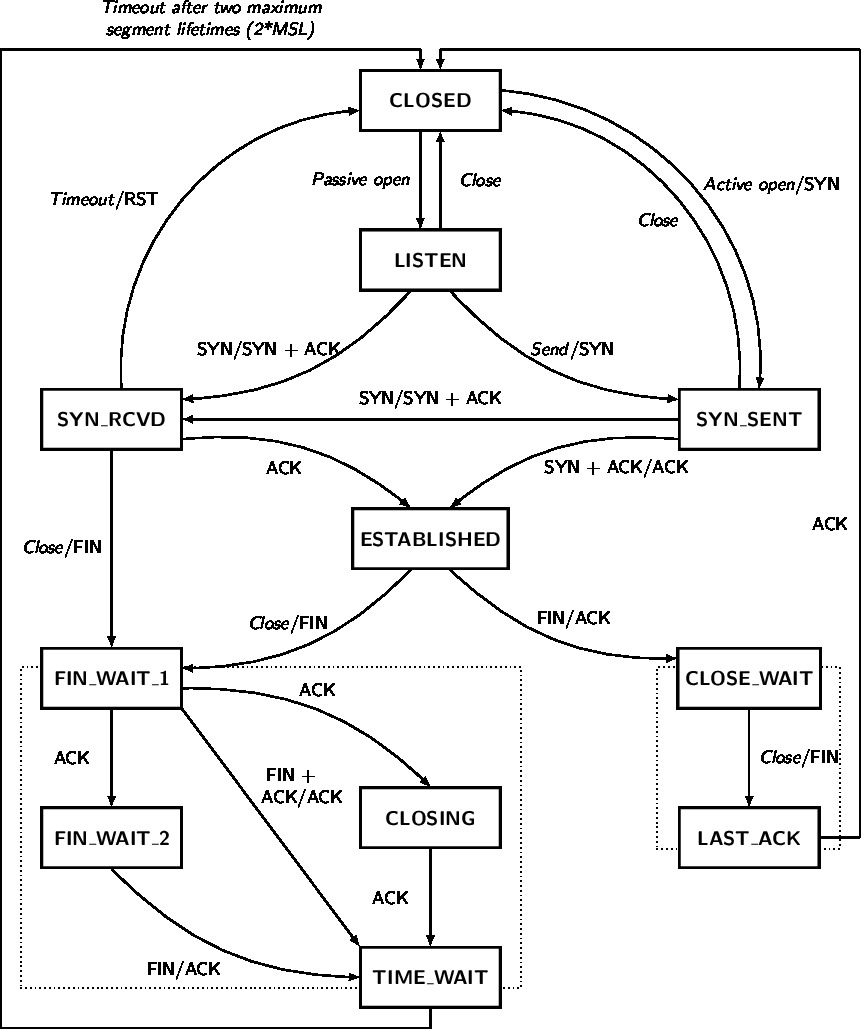 Timeout after two maximum
segment lifetimes (2*MSL)
CLOSED
Passive open
Close
Timeout/RST
Active open/SYN
Close
LISTEN
SYN/SYN + ACK
Send/SYN
SYN_RCVD
SYN/SYN + ACK
SYN_SENT
ACK
SYN + ACK/ACK
ESTABLISHED
ACK
Close/FIN
Close/FIN
FIN/ACK
FIN_WAIT_1
ACK
CLOSE_WAIT
ACK
FIN +
ACK/ACK
Close/FIN
FIN_WAIT_2
CLOSING
LAST_ACK
ACK
FIN/ACK
TIME_WAIT